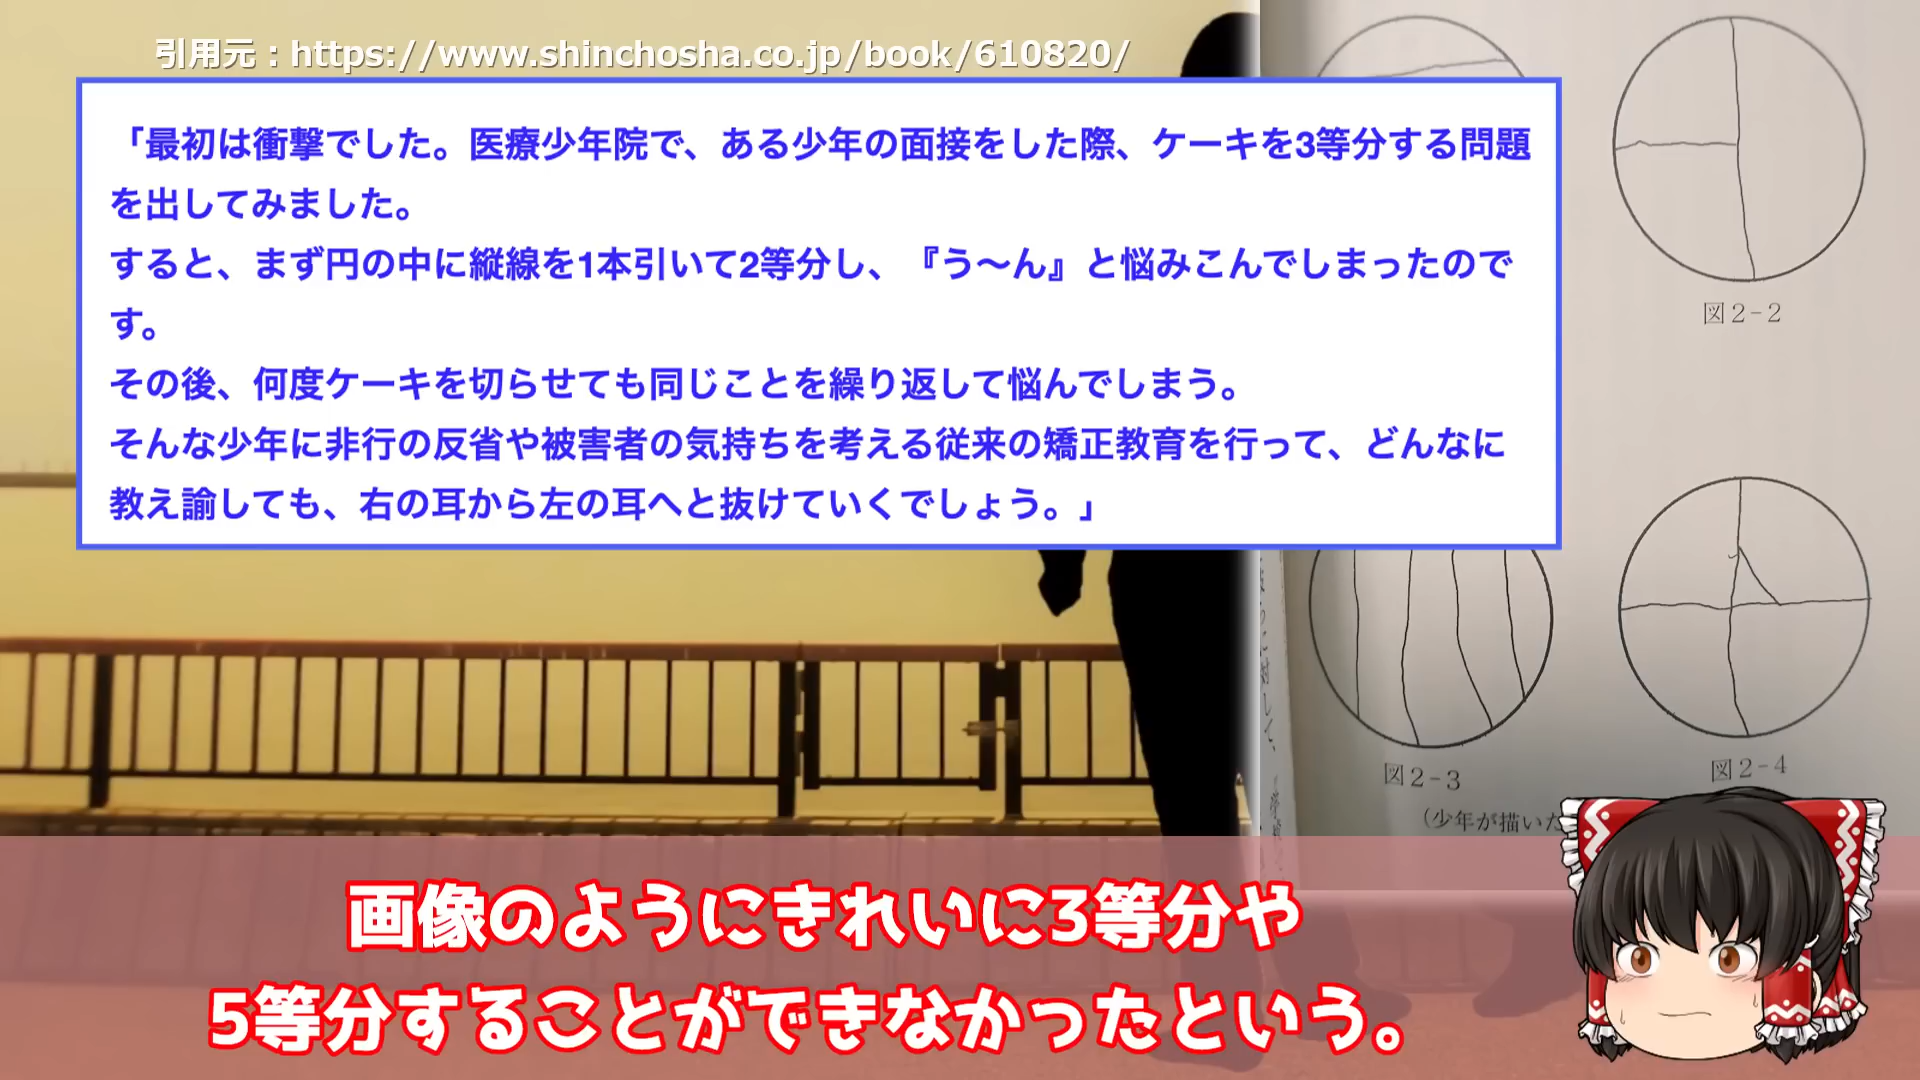 引用元：https://www.shinchosha.co.jp/book/610820/
「最初は衝撃でした。医療少年院で、ある少年の面接をした際、ケーキを3等分する問題
を出してみました。
すると、まず円の中に縦線を1本引いて2等分し、『う〜ん』と悩みこんでしまったので
す。
その後、何度ケーキを切らせても同じことを繰り返して悩んでしまう。
そんな少年に非行の反省や被害者の気持ちを考える従来の矯正教育を行って、どんなに
教え諭しても、右の耳から左の耳へと抜けていくでしょう。」
図2-2
図2-3
図2-4
(少年が描いた
画像のようにきれいに3等分や
5等分することができなかったという。